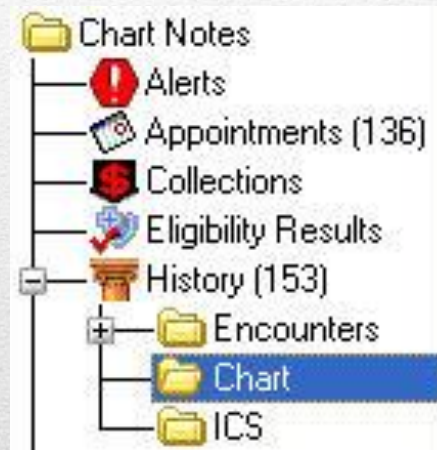 Chart Notes
Alerts
Appointments (136)
Collections
Eligibility Results
History (153)
Encounters
Chart
ICS